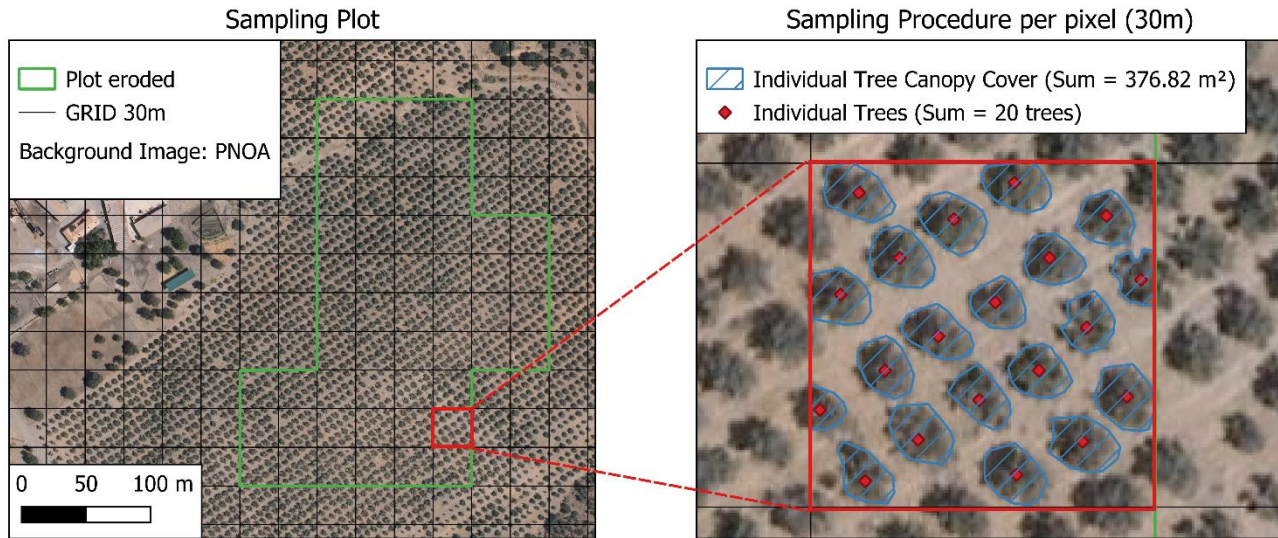 Sampling Plot
Plot eroded
GRID 30m
Background Image: PNOA
0 50 100 m
Sampling Procedure per pixel (30m)
Individual Tree Canopy Cover (Sum = 376.82 m²)
Individual Trees (Sum = 20 trees)